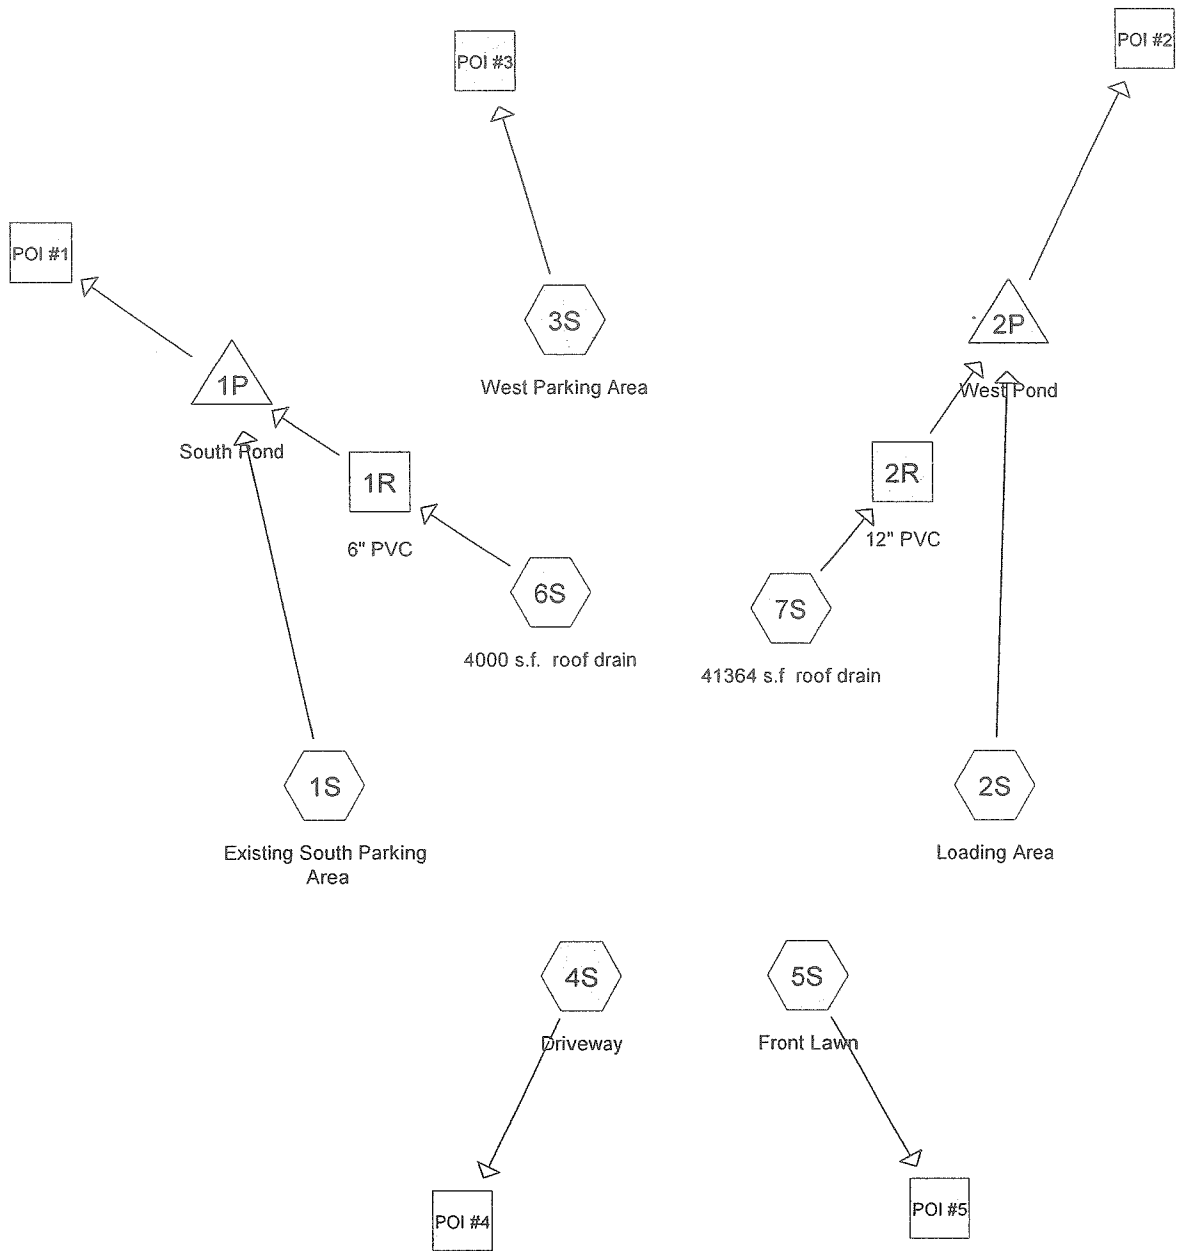 POI #2
POI #3
POI #1
3S
West Parking Area
2P
West Pond
1P
South Pond
1R
6" PVC
2R
12" PVC
6S
4000 s.f. roof drain
7S
41364 s.f roof drain
1S
Existing South Parking
Area
2S
Loading Area
4S
Driveway
5S
Front Lawn
POI #4
POI #5